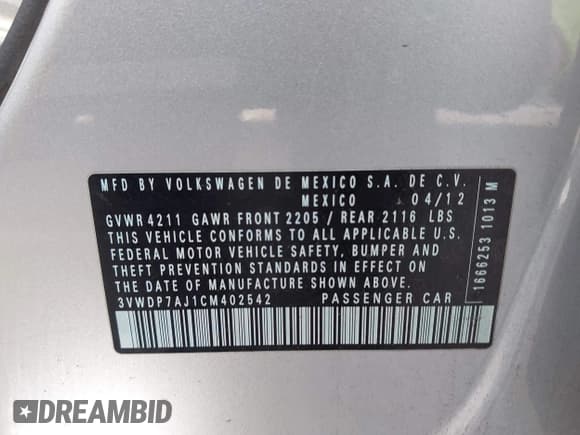 MFD BY VOLKSWAGEN DE MEXICO S.A. DE C.V.
MEXICO 04/12
GVWR 4211 GAWR FRONT 2205 / REAR 2116 LBS
THIS VEHICLE CONFORMS TO ALL APPLICABLE U.S.
FEDERAL MOTOR VEHICLE SAFETY, BUMPER AND
THEFT PREVENTION STANDARDS IN EFFECT ON
THE DATE OF MANUFACTURE SHOWN ABOVE.
3VWDP7AJ1CM402542 PASSENGER CAR
1666253 1013 M
DREAMBID